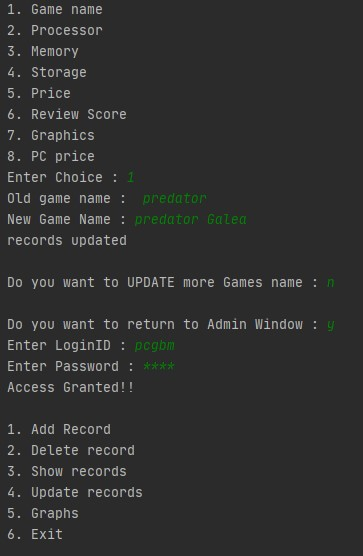 1. Game name
2. Processor
3. Memory
4. Storage
5. Price
6. Review Score
7. Graphics
8. PC price
Enter Choice : 1
Old game name :  predator
New Game Name : predator Galea
records updated
Do you want to UPDATE more Games name : n
Do you want to return to Admin Window : y
Enter LoginID : pcgbm
Enter Password : ****
Access Granted!!
1. Add Record
2. Delete record
3. Show records
4. Update records
5. Graphs
6. Exit